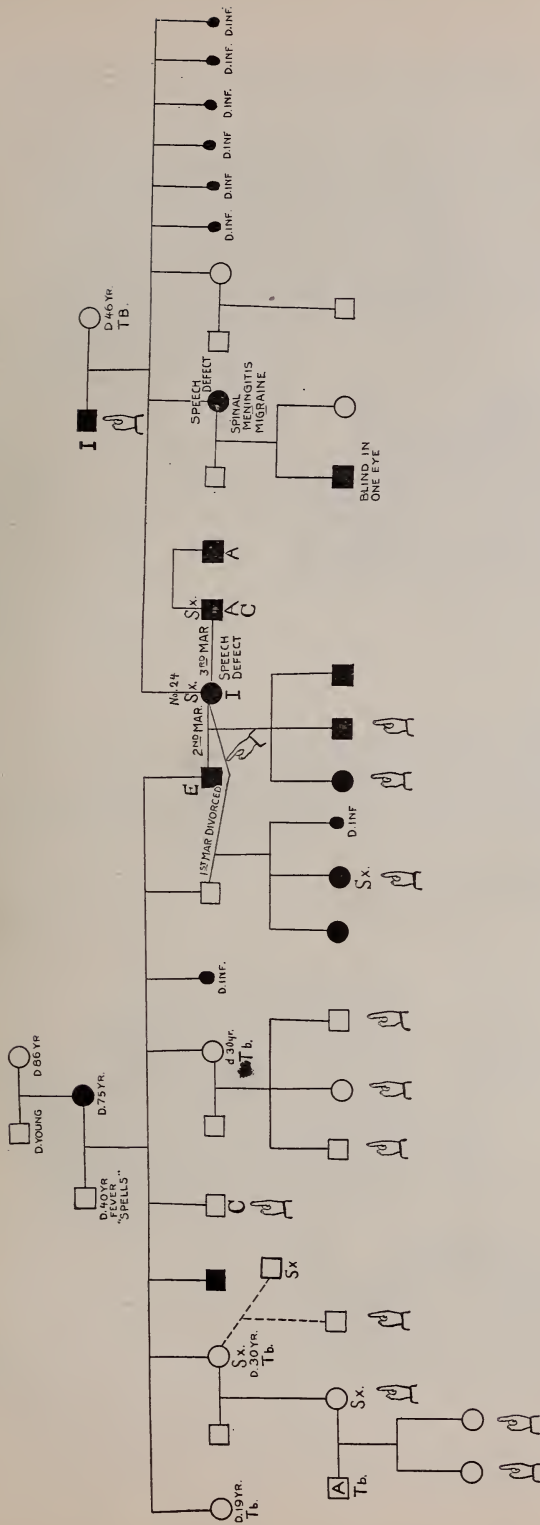 D 86 YR
D.YOUNG
D.75 YR.
D.40 YR
FEVER
"SPELLS"
I
D 46 YR.
TB.
D.19 YR.
Tb.
Sx.
D.30 YR.
Tb.
Sx
C
d 30 yr.
Tb.
D.INF.
1ST MAR DIVORCED
E
2ND MAR.
No. 24
Sx.
I
3RD MAR
SPEECH
DEFECT
Sx.
A
C
A
SPEECH
DEFECT
SPINAL
MENINGITIS
MIGRAINE
D.INF.
D.INF
D.INF
D.INF.
D.INF.
D.INF.
Sx.
Sx.
D.INF
BLIND IN
ONE EYE
A
Tb.